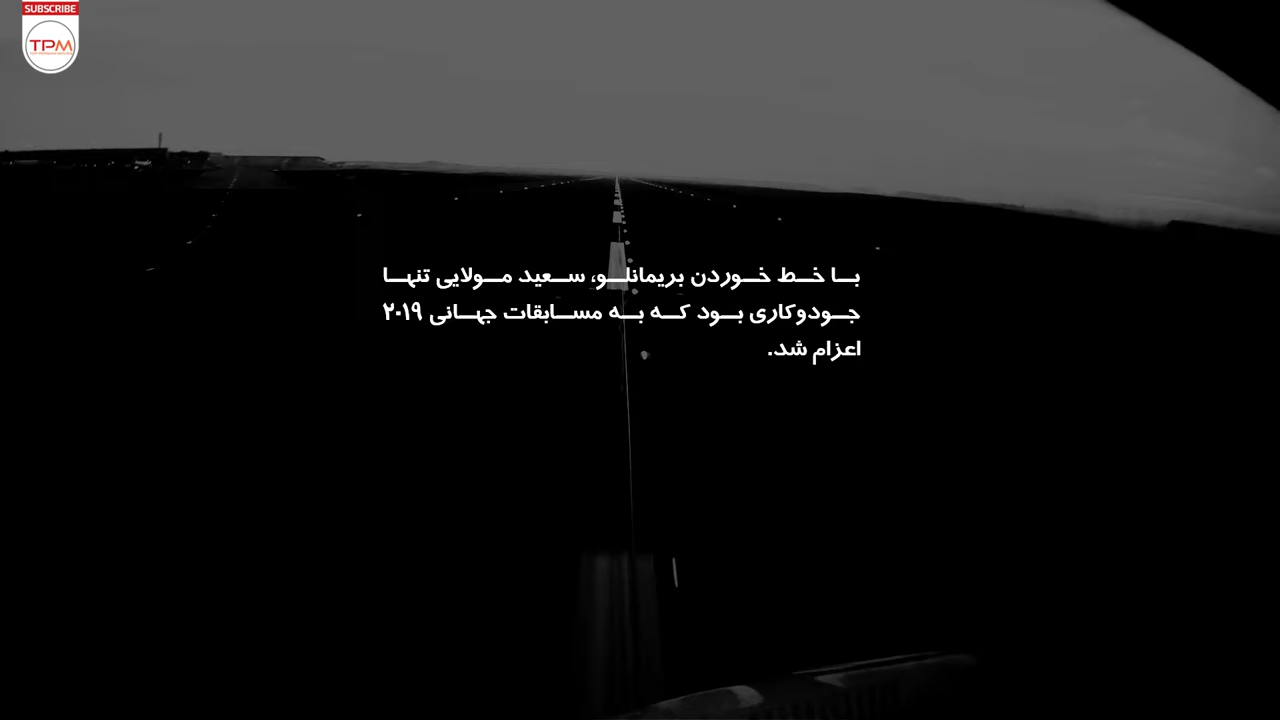 SUBSCRIBE
TPM
با خط خوردن بریمانلو، سعید مولایی تنها
جودوکاری بود که به مسابقات جهانی ۲۰۱۹
اعزام شد.